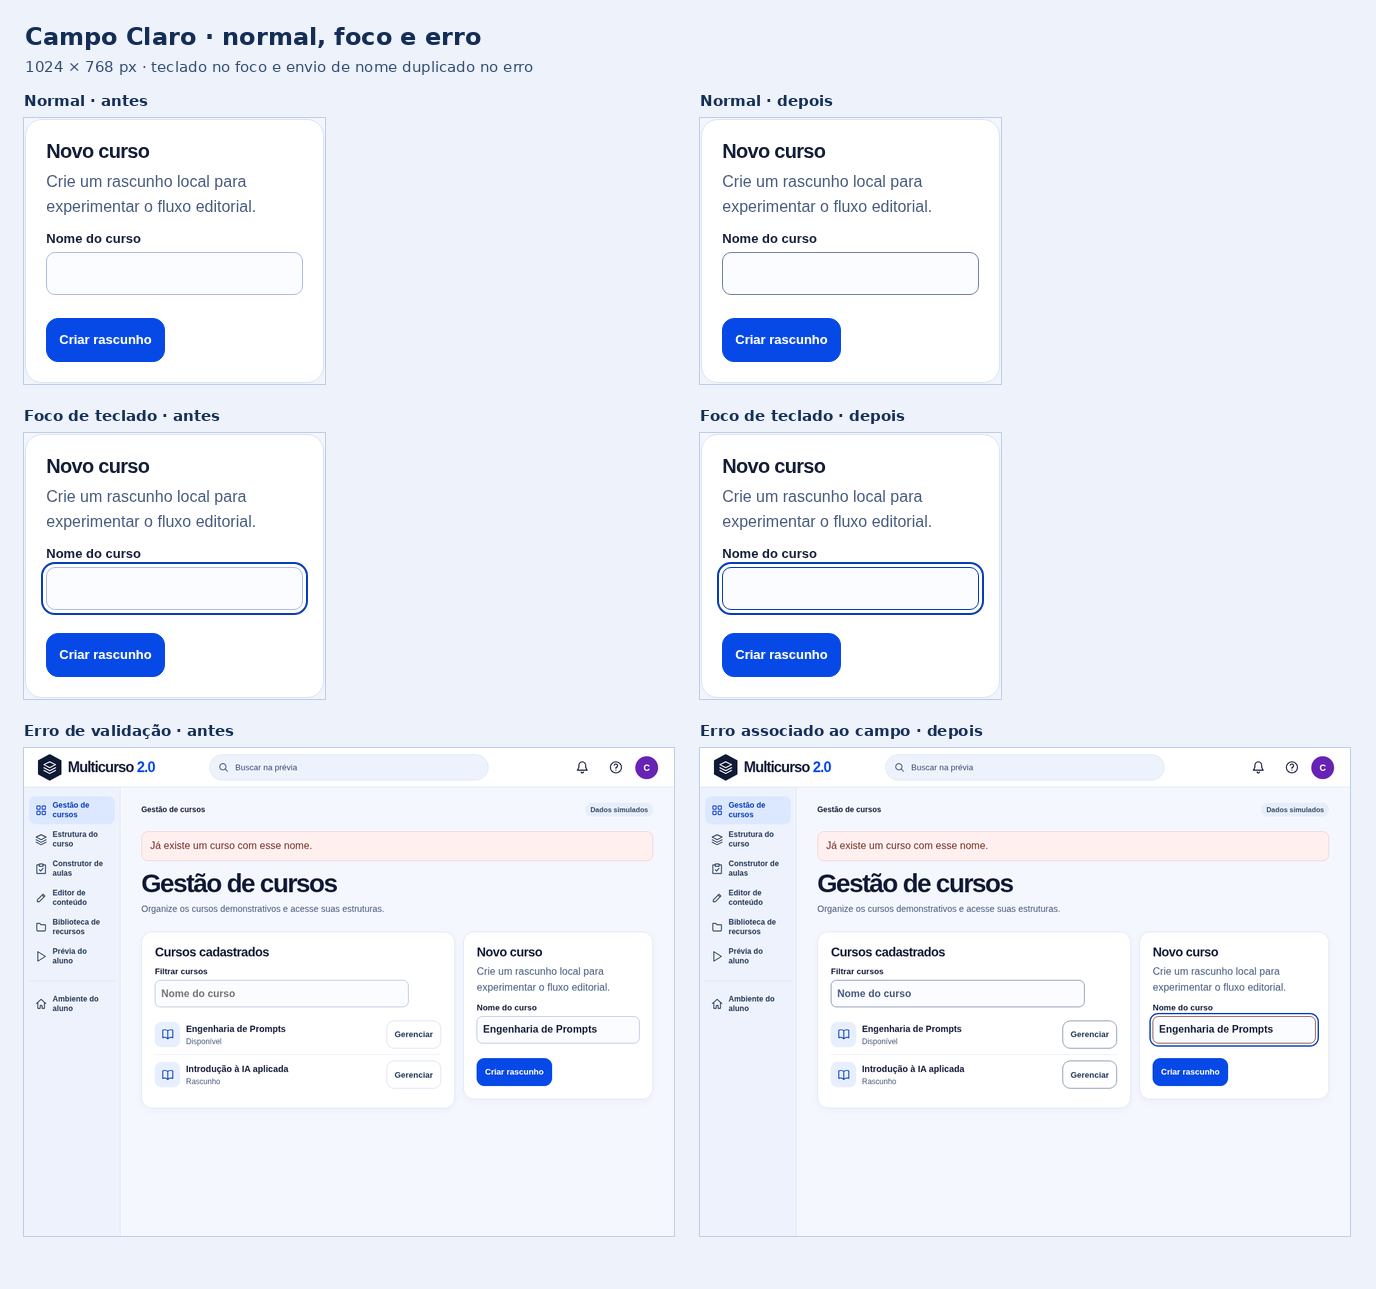 Campo Claro · normal, foco e erro
1024 × 768 px · teclado no foco e envio de nome duplicado no erro
Normal · antes
Novo curso
Crie um rascunho local para
experimentar o fluxo editorial.
Nome do curso
Criar rascunho
Normal · depois
Novo curso
Crie um rascunho local para
experimentar o fluxo editorial.
Nome do curso
Criar rascunho
Foco de teclado · antes
Novo curso
Crie um rascunho local para
experimentar o fluxo editorial.
Nome do curso
Criar rascunho
Foco de teclado · depois
Novo curso
Crie um rascunho local para
experimentar o fluxo editorial.
Nome do curso
Criar rascunho
Erro de validação · antes
Multicurso 2.0
Buscar na prévia
C
Gestão de
cursos
Estrutura do
curso
Construtor de
aulas
Editor de
conteúdo
Biblioteca de
recursos
Prévia do
aluno
Ambiente do
aluno
Gestão de cursos
Dados simulados
Já existe um curso com esse nome.
Gestão de cursos
Organize os cursos demonstrativos e acesse suas estruturas.
Cursos cadastrados
Filtrar cursos
Nome do curso
Engenharia de Prompts
Disponível
Gerenciar
Introdução à IA aplicada
Rascunho
Gerenciar
Novo curso
Crie um rascunho local para
experimentar o fluxo editorial.
Nome do curso
Engenharia de Prompts
Criar rascunho
Erro associado ao campo · depois
Multicurso 2.0
Buscar na prévia
C
Gestão de
cursos
Estrutura do
curso
Construtor de
aulas
Editor de
conteúdo
Biblioteca de
recursos
Prévia do
aluno
Ambiente do
aluno
Gestão de cursos
Dados simulados
Já existe um curso com esse nome.
Gestão de cursos
Organize os cursos demonstrativos e acesse suas estruturas.
Cursos cadastrados
Filtrar cursos
Nome do curso
Engenharia de Prompts
Disponível
Gerenciar
Introdução à IA aplicada
Rascunho
Gerenciar
Novo curso
Crie um rascunho local para
experimentar o fluxo editorial.
Nome do curso
Engenharia de Prompts
Criar rascunho